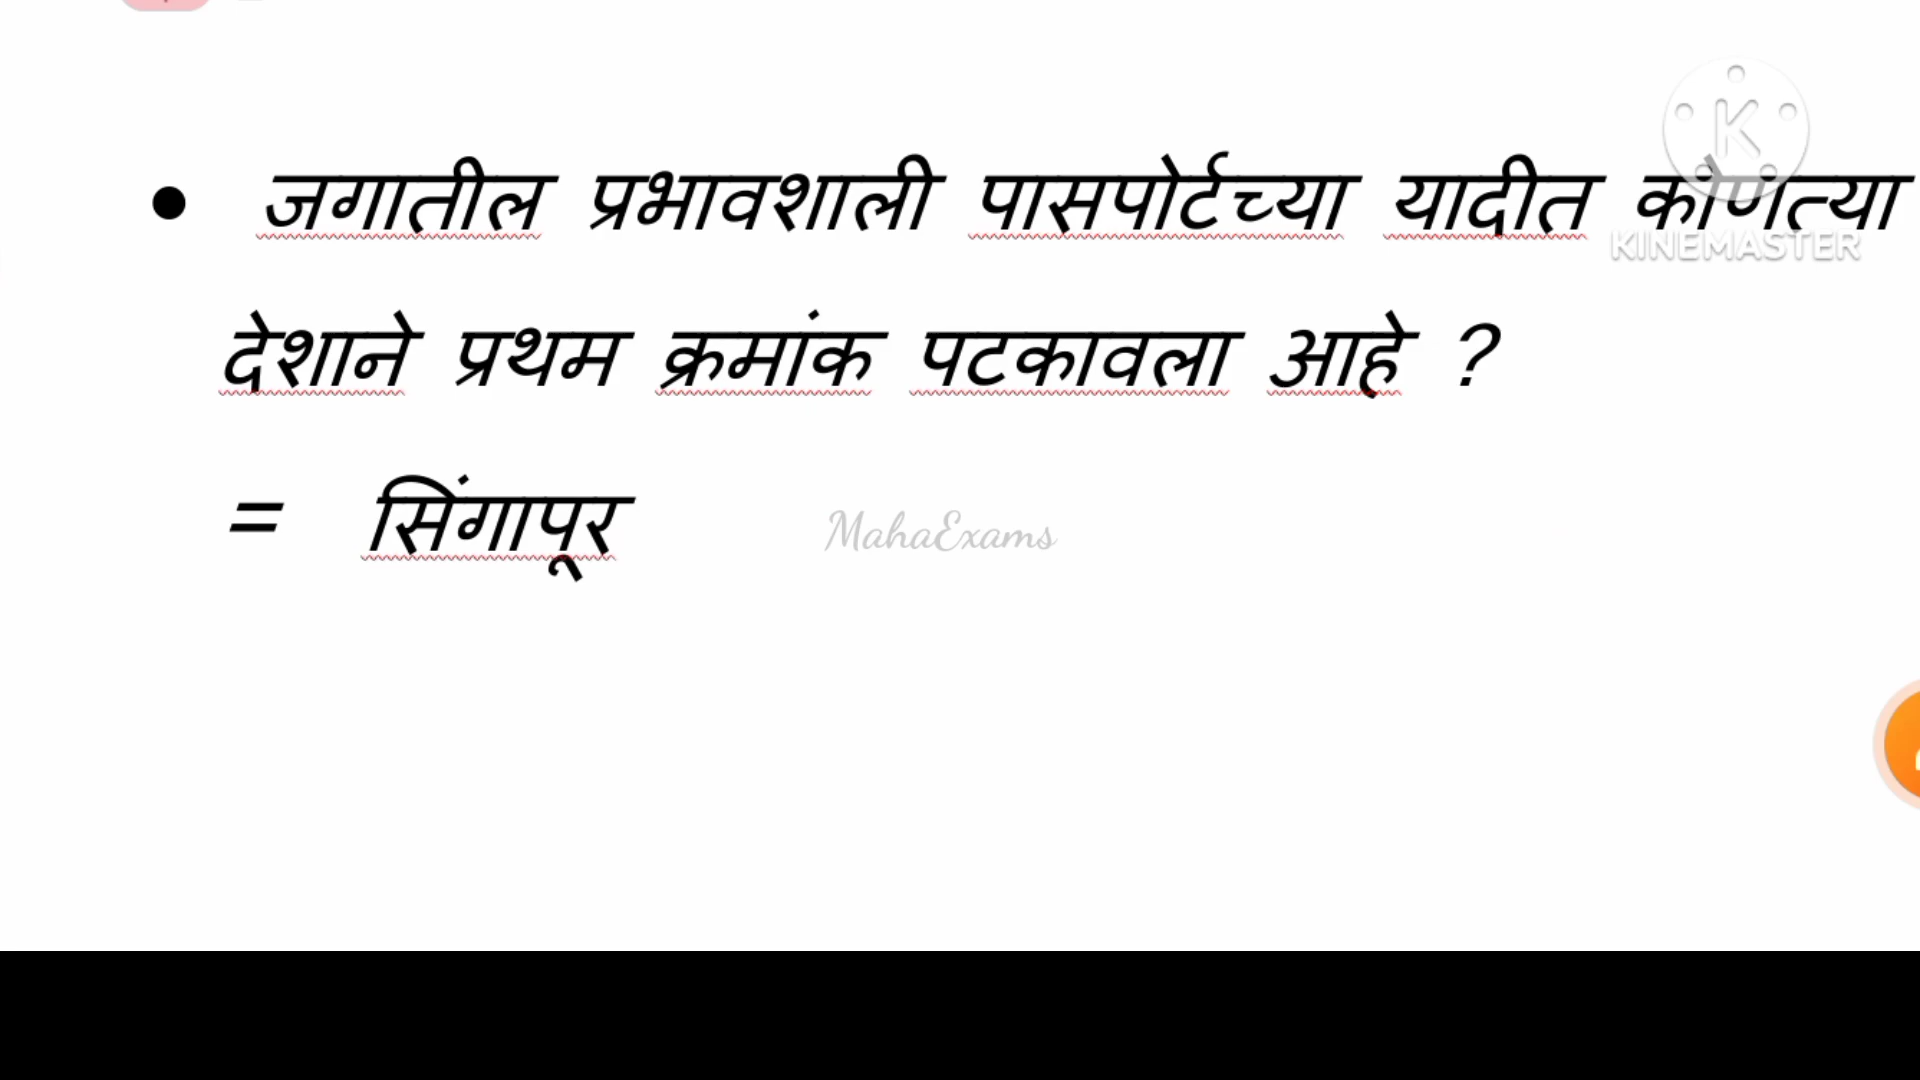 • जगातील प्रभावशाली पासपोर्टच्या यादीत कोणत्या
KINEMASTER
देशाने प्रथम क्रमांक पटकावला आहे ?
= सिंगापूर
MahaExams